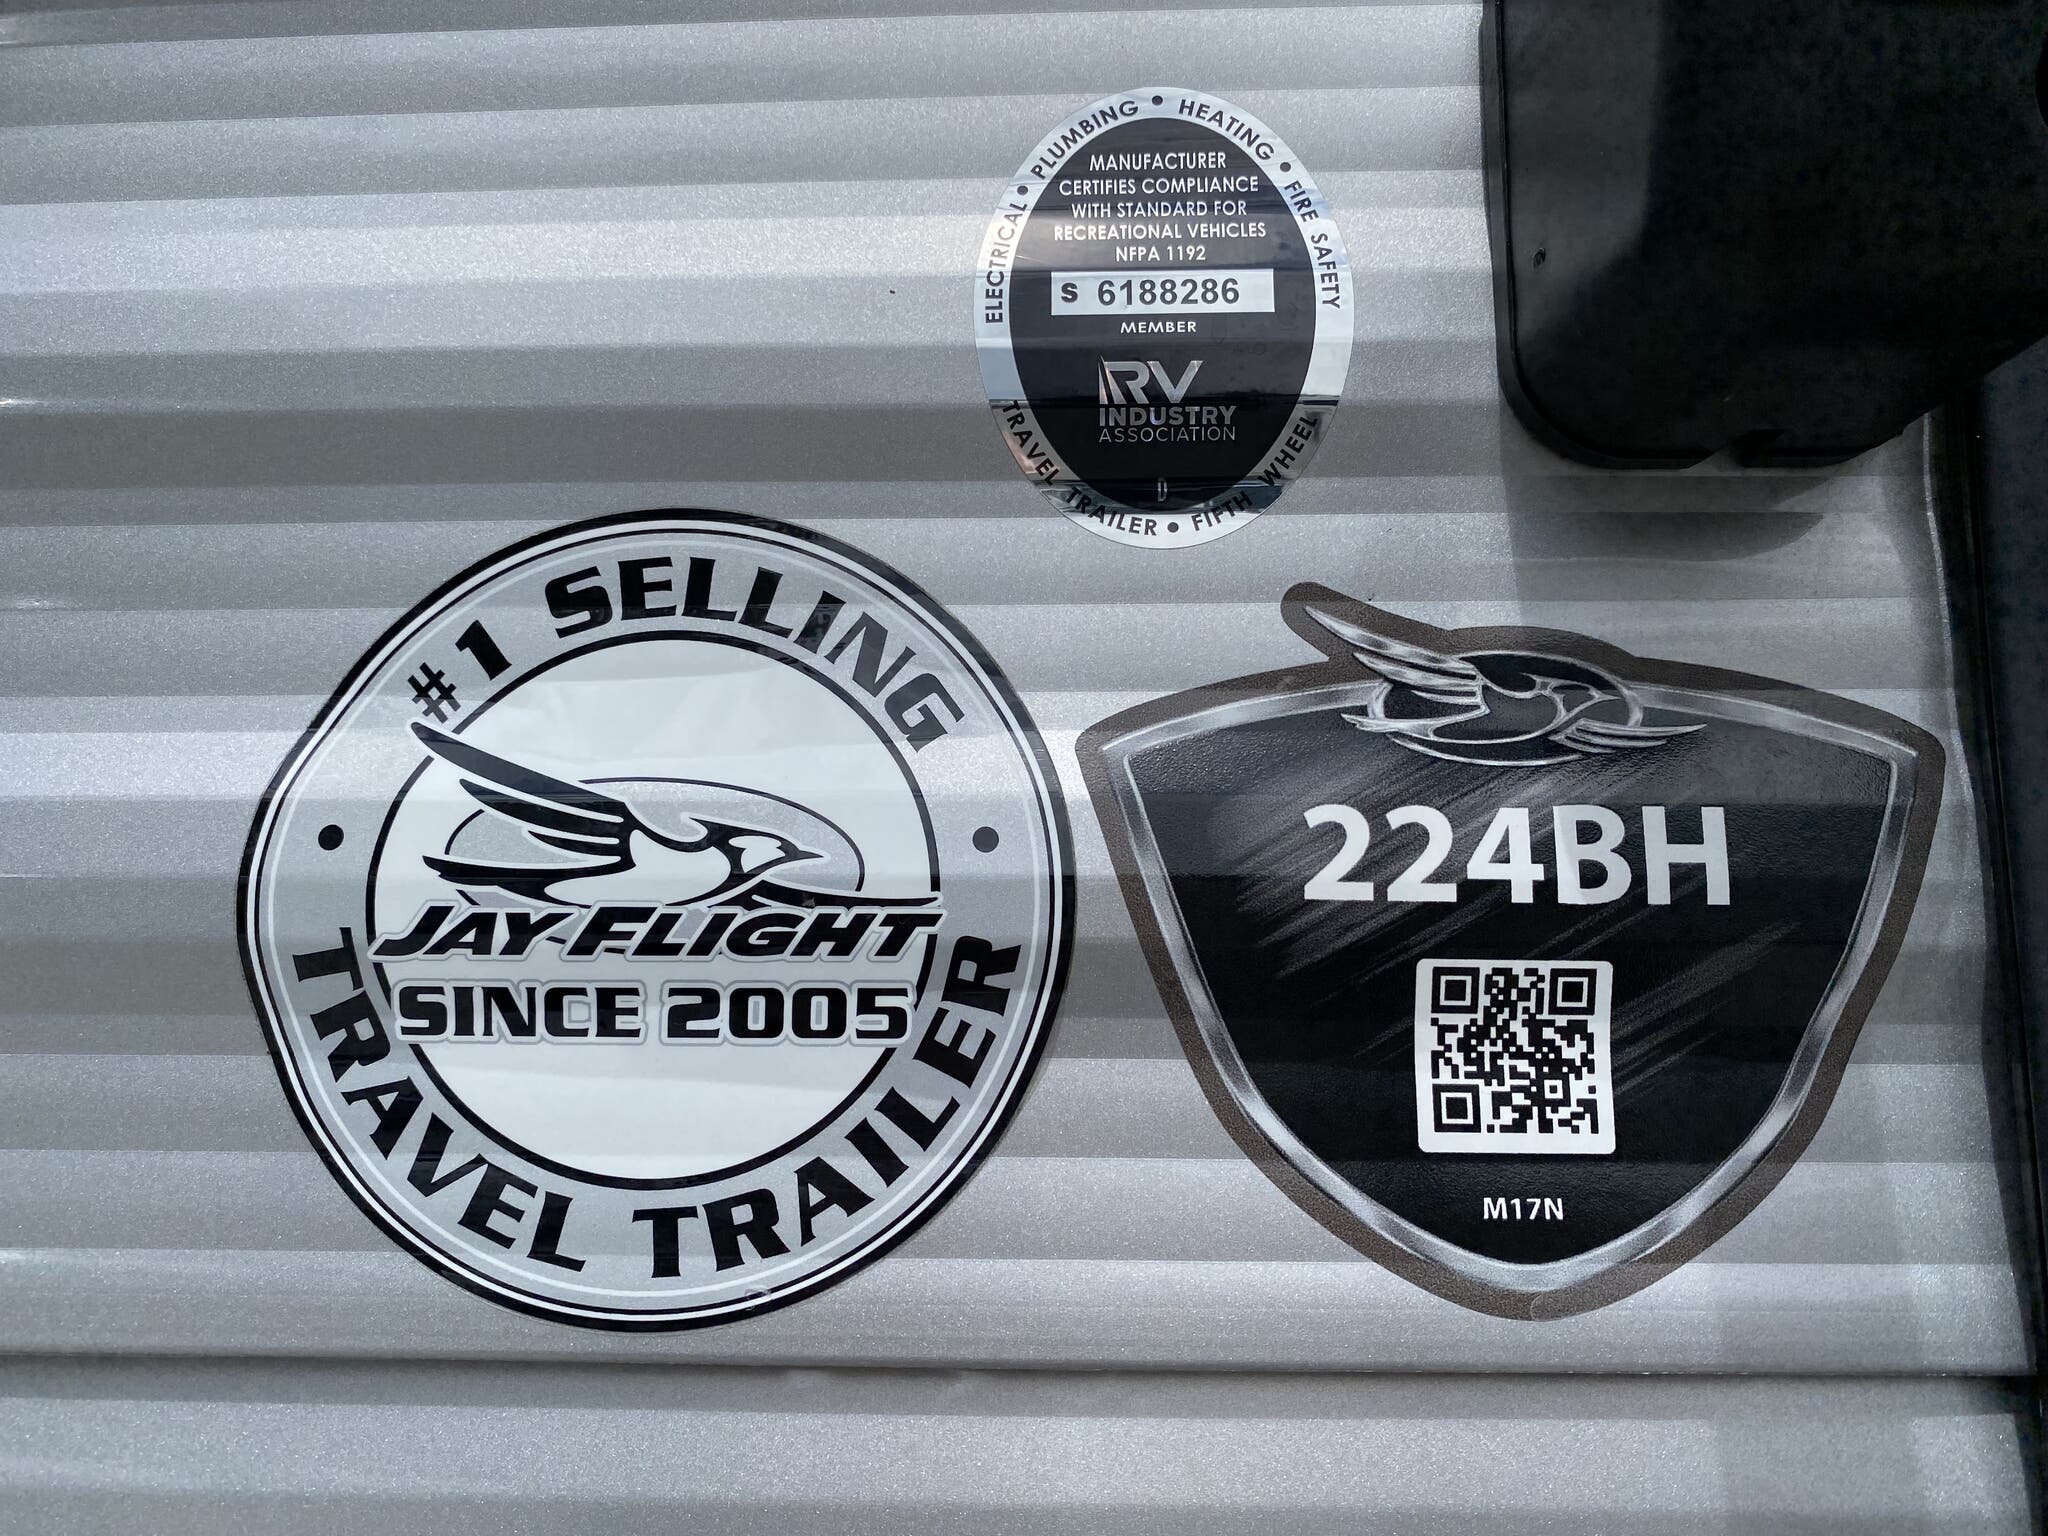 ELECTRICAL • PLUMBING • HEATING • FIRE SAFETY
MANUFACTURER
CERTIFIES COMPLIANCE
WITH STANDARD FOR
RECREATIONAL VEHICLES
NFPA 1192
S 6188286
MEMBER
RV
INDUSTRY
ASSOCIATION
D
TRAVEL TRAILER • FIFTH WHEEL
#1 SELLING
JAY FLIGHT
SINCE 2005
TRAVEL TRAILER
224BH
M17N